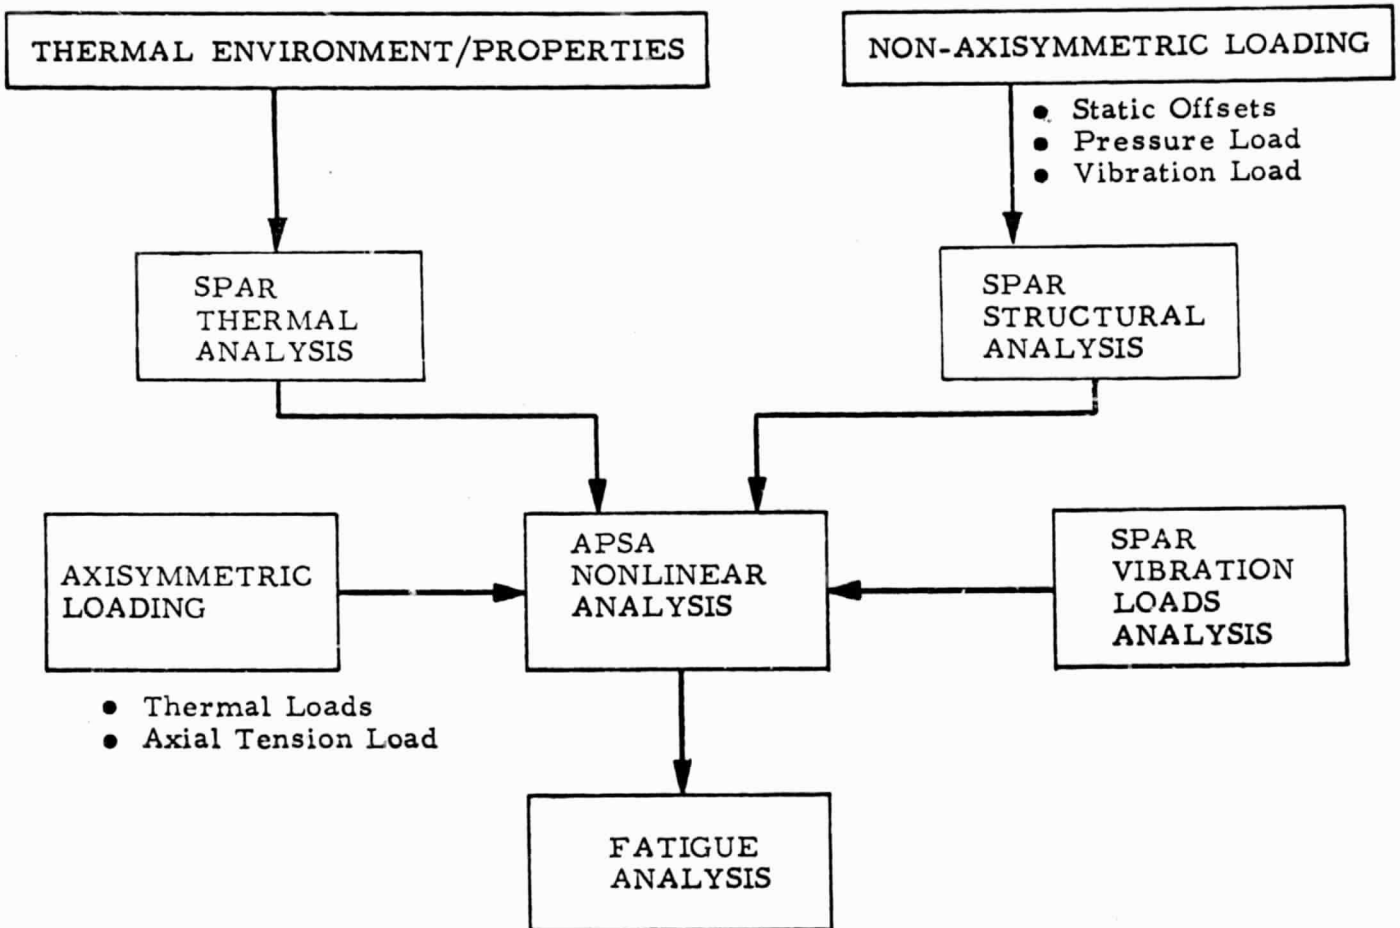 THERMAL ENVIRONMENT/PROPERTIES
NON-AXISYMMETRIC LOADING
● Static Offsets
● Pressure Load
● Vibration Load
SPAR
THERMAL
ANALYSIS
SPAR
STRUCTURAL
ANALYSIS
AXISYMMETRIC
LOADING
● Thermal Loads
● Axial Tension Load
APSA
NONLINEAR
ANALYSIS
SPAR
VIBRATION
LOADS
ANALYSIS
FATIGUE
ANALYSIS